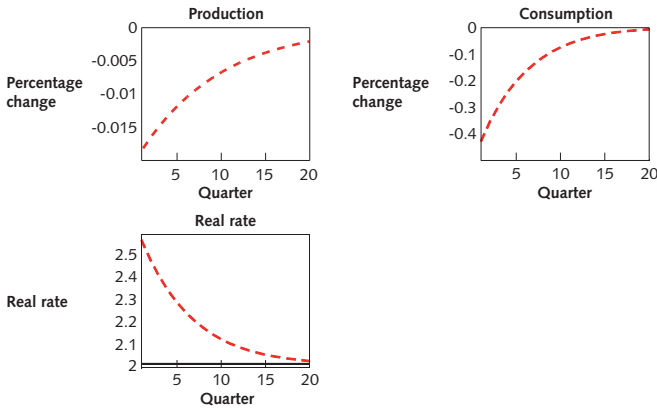 Production
Percentage
change
0
-0.005
-0.01
-0.015
5 10 15 20
Quarter
Consumption
Percentage
change
0
-0.1
-0.2
-0.3
-0.4
5 10 15 20
Quarter
Real rate
Real rate
2.5
2.4
2.3
2.2
2.1
2
5 10 15 20
Quarter